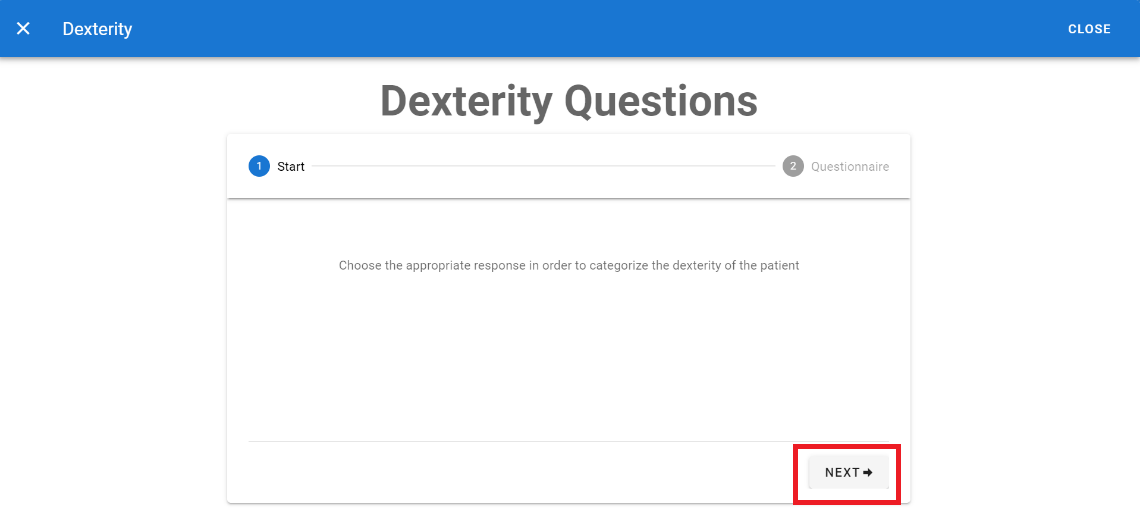 Dexterity
CLOSE
Dexterity Questions
1 Start
2 Questionnaire
Choose the appropriate response in order to categorize the dexterity of the patient
NEXT